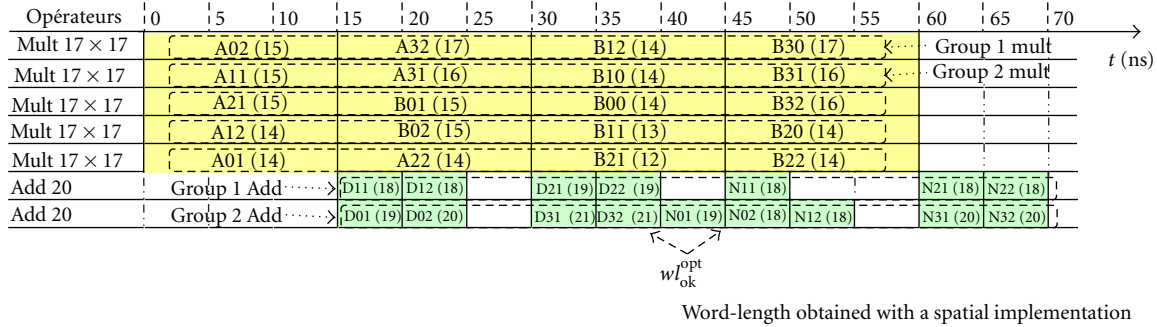 Opérateurs 0 5 10 15 20 25 30 35 40 45 50 55 60 65 70
Mult 17 × 17 A02 (15) A32 (17) B12 (14) B30 (17) Group 1 mult
t (ns)
Mult 17 × 17 A11 (15) A31 (16) B10 (14) B31 (16) Group 2 mult
Mult 17 × 17 A21 (15) B01 (15) B00 (14) B32 (16)
Mult 17 × 17 A12 (14) B02 (15) B11 (13) B20 (14)
Mult 17 × 17 A01 (14) A22 (14) B21 (12) B22 (14)
Add 20 Group 1 Add D11 (18) D12 (18) D21 (19) D22 (19) N11 (18) N21 (18) N22 (18)
Add 20 Group 2 Add D01 (19) D02 (20) D31 (21) D32 (21) N01 (19) N02 (18) N12 (18) N31 (20) N32 (20)
wl opt ok
Word-length obtained with a spatial implementation